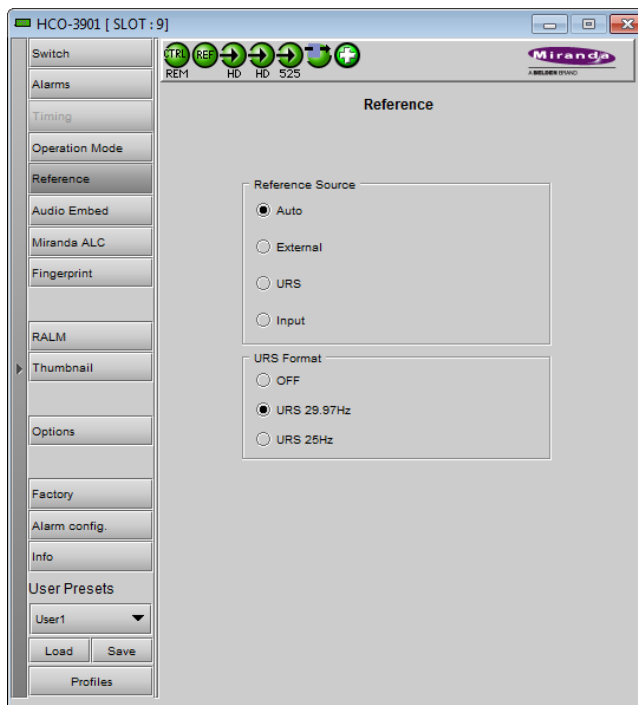 HCO-3901 [ SLOT : 9]
Switch
Alarms
Timing
Operation Mode
Reference
Audio Embed
Miranda ALC
Fingerprint
RALM
Thumbnail
Options
Factory
Alarm config.
Info
User Presets
User1
Load Save
Profiles
CTRL REF
REM HD HD 525
Miranda
A BELDEN BRAND
Reference
Reference Source
Auto
External
URS
Input
URS Format
OFF
URS 29.97Hz
URS 25Hz